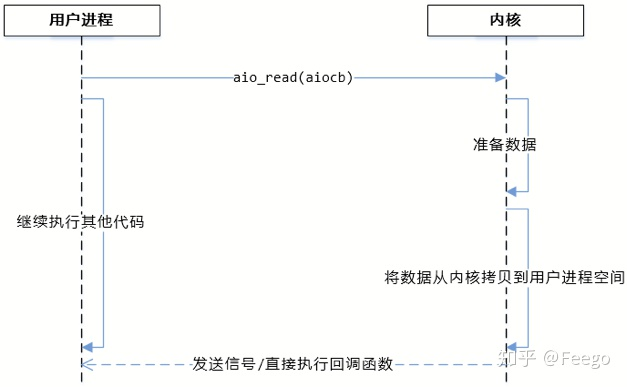 用户进程
内核
aio_read(aiocb)
准备数据
继续执行其他代码
将数据从内核拷贝到用户进程空间
发送信号/直接执行回调函数
知乎 @Feego